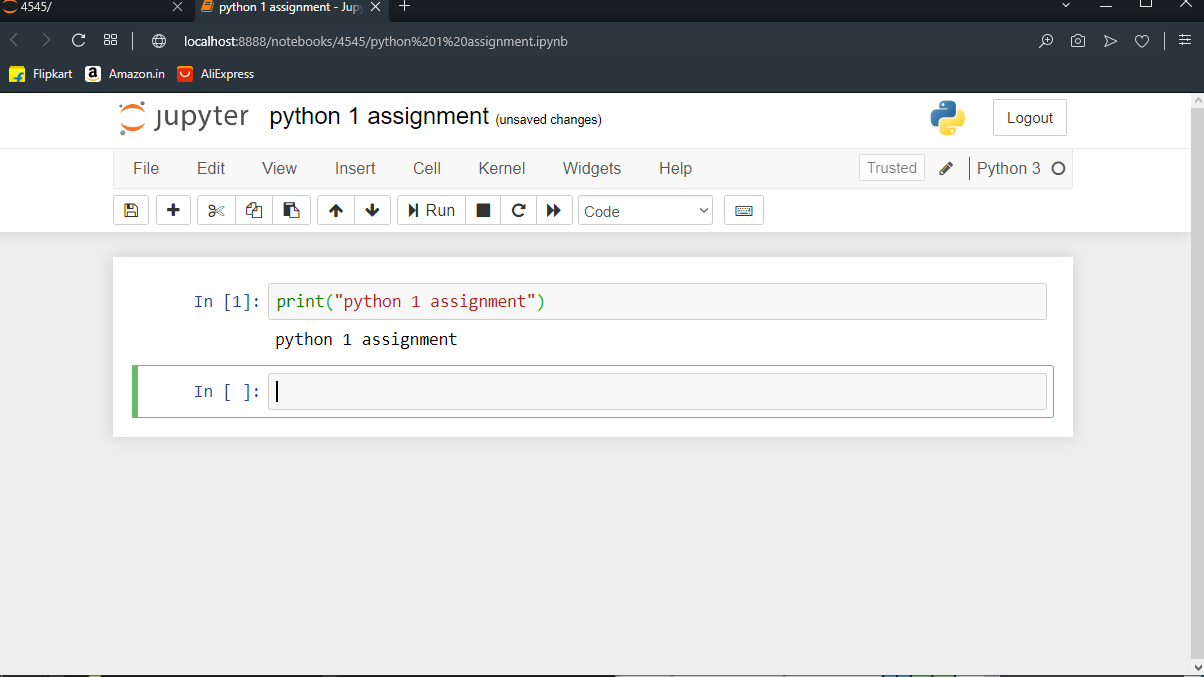 4545/
python 1 assignment - Jup
localhost:8888/notebooks/4545/python%201%20assignment.ipynb
Flipkart Amazon.in AliExpress
jupyter python 1 assignment (unsaved changes)
Logout
File Edit View Insert Cell Kernel Widgets Help
Trusted Python 3
Run Code
In [1]: print("python 1 assignment")
python 1 assignment
In [ ]: